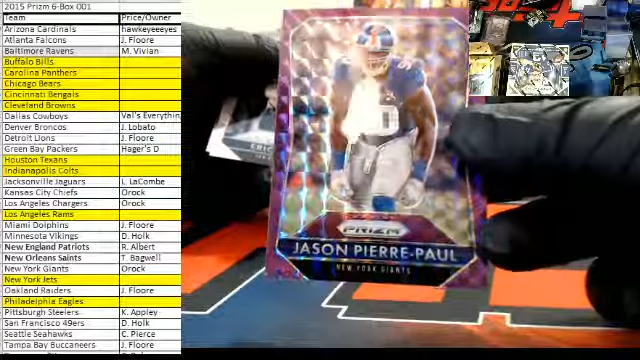 2015 Prizm 6-Box 001
Team Price/Owner
Arizona Cardinals hawkeyeeyes
Atlanta Falcons J. Floore
Baltimore Ravens M. Vivian
Buffalo Bills
Carolina Panthers
Chicago Bears
Cincinnati Bengals
Cleveland Browns
Dallas Cowboys Val's Everythin
Denver Broncos J. Lobato
Detroit Lions J. Floore
Green Bay Packers Hager's D
Houston Texans
Indianapolis Colts
Jacksonville Jaguars L. LaCombe
Kansas City Chiefs Orock
Los Angeles Chargers Orock
Los Angeles Rams
Miami Dolphins J. Floore
Minnesota Vikings D. Holk
New England Patriots R. Albert
New Orleans Saints T. Bagwell
New York Giants Orock
New York Jets
Oakland Raiders J. Floore
Philadelphia Eagles
Pittsburgh Steelers K. Appley
San Francisco 49ers D. Holk
Seattle Seahawks C. Pierce
Tampa Bay Buccaneers J. Floore
ERIC
PRIZM
JASON PIERRE-PAUL
NEW YORK GIANTS